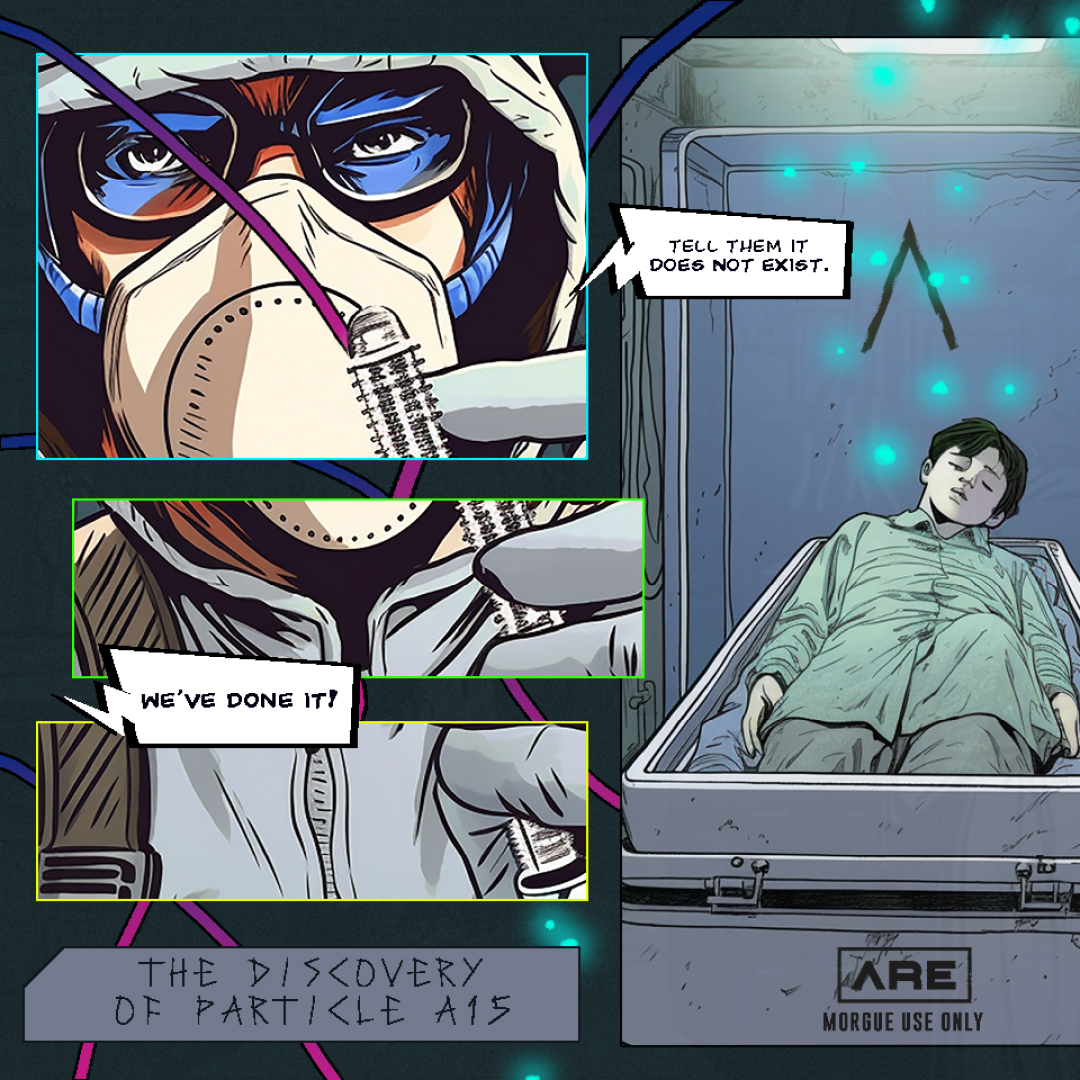 TELL THEM IT
DOES NOT EXIST.
WE'VE DONE IT!
THE DISCOVERY
OF PARTICLE A15
ARE
MORGUE USE ONLY